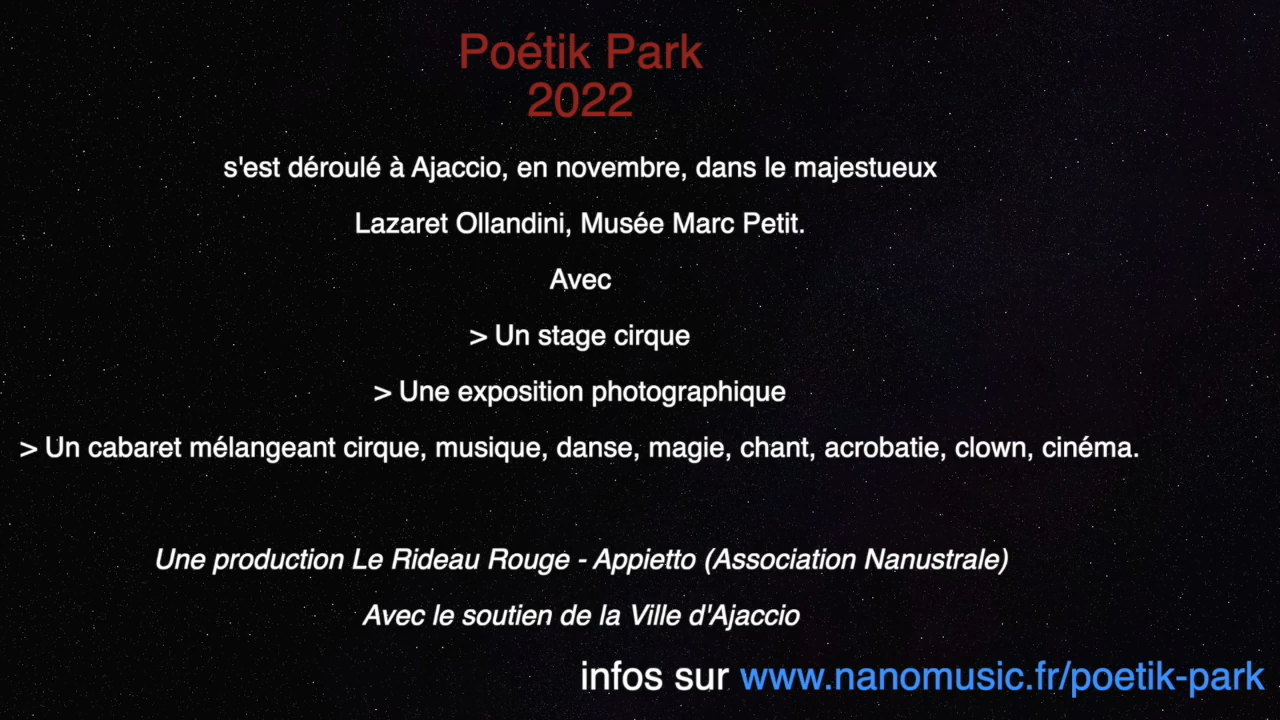 Poétik Park
2022
s'est déroulé à Ajaccio, en novembre, dans le majestueux
Lazaret Ollandini, Musée Marc Petit.
Avec
> Un stage cirque
> Une exposition photographique
> Un cabaret mélangeant cirque, musique, danse, magie, chant, acrobatie, clown, cinéma.
Une production Le Rideau Rouge - Appietto (Association Nanustrale)
Avec le soutien de la Ville d'Ajaccio
infos sur www.nanomusic.fr/poetik-park